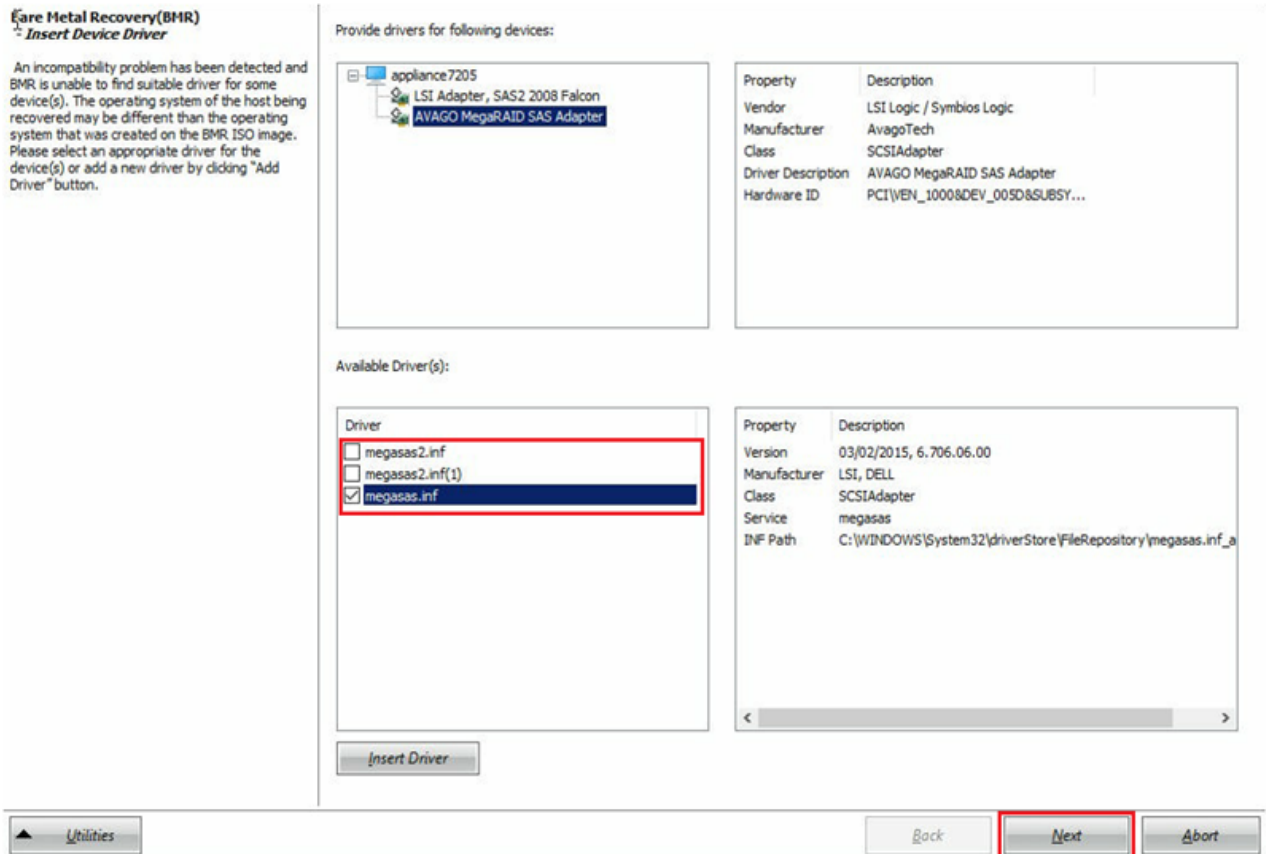 Bare Metal Recovery(BMR)
- Insert Device Driver
An incompatibility problem has been detected and
BMR is unable to find suitable driver for some
device(s). The operating system of the host being
recovered may be different than the operating
system that was created on the BMR ISO image.
Please select an appropriate driver for the
device(s) or add a new driver by clicking "Add
Driver" button.
Provide drivers for following devices:
appliance7205
LSI Adapter, SAS2 2008 Falcon
AVAGO MegaRAID SAS Adapter
Property Description
Vendor LSI Logic / Symbios Logic
Manufacturer AvagoTech
Class SCSIAdapter
Driver Description AVAGO MegaRAID SAS Adapter
Hardware ID PCI\VEN_1000&DEV_005D&SUBSY...
Available Driver(s):
Driver
megasas2.inf
megasas2.inf(1)
megasas.inf
Property Description
Version 03/02/2015, 6.706.06.00
Manufacturer LSI, DELL
Class SCSIAdapter
Service megasas
INF Path C:\WINDOWS\System32\driverStore\FileRepository\megasas.inf_a
Insert Driver
Utilities
Back
Next
Abort